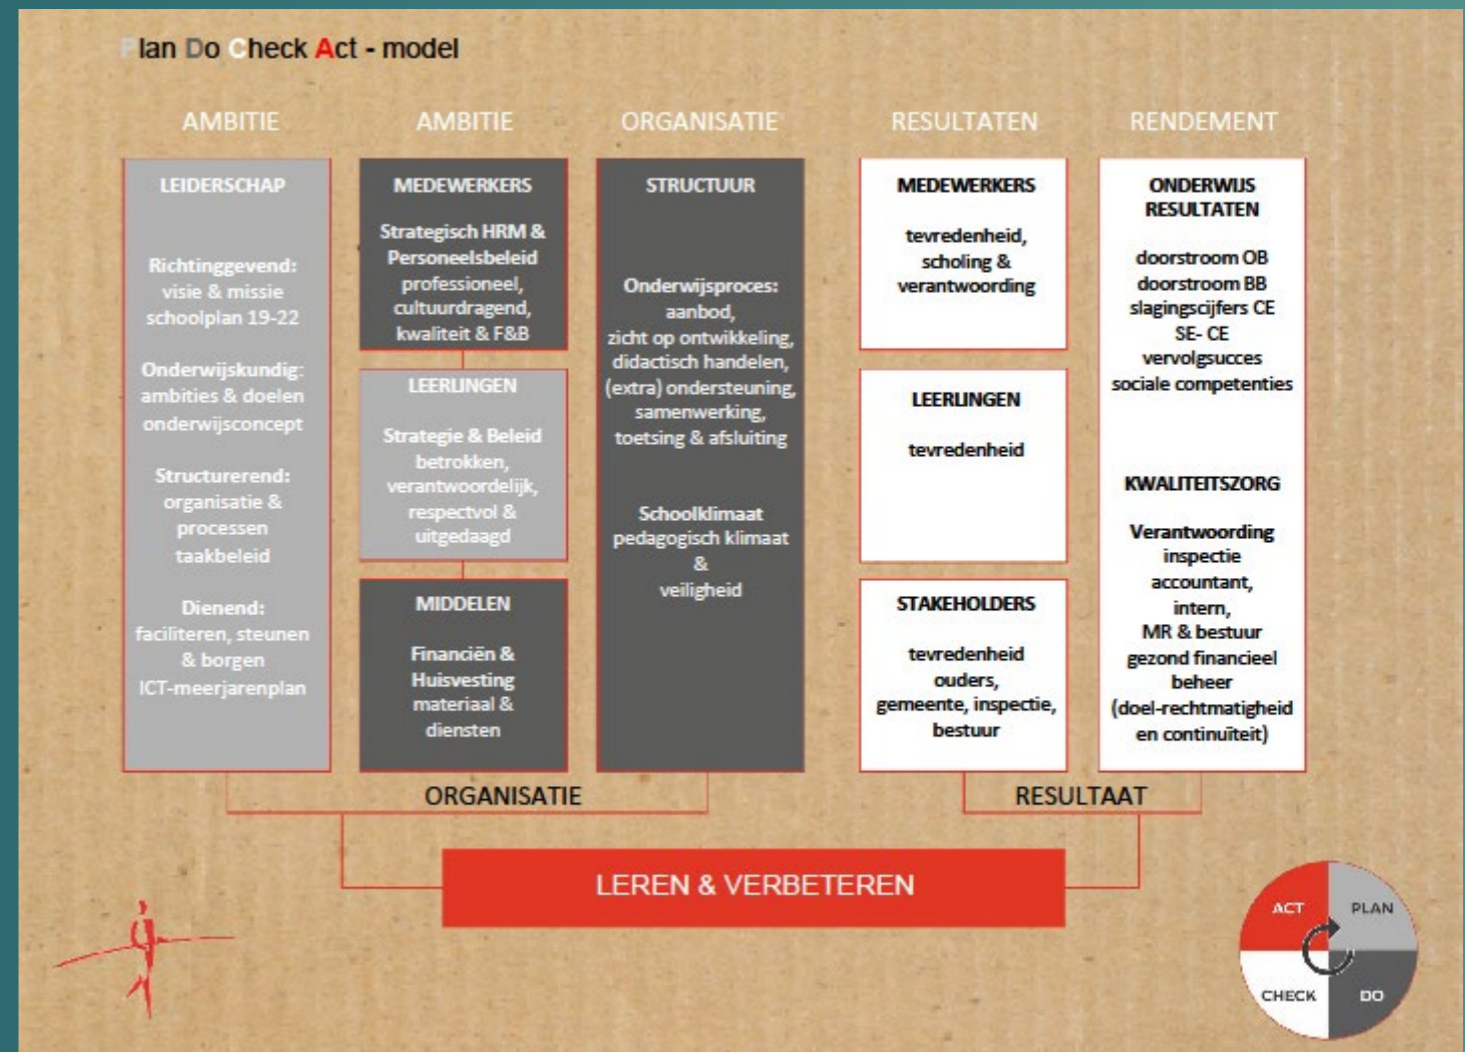 Plan Do Check Act - model
AMBITIE
LEIDERSCHAP
Richtinggevend:
visie & missie
schoolplan 19-22
Onderwijskundig:
ambities & doelen
onderwijsconcept
Structurerend:
organisatie &
processen
taakbeleid
Dienend:
faciliteren, steunen
& borgen
ICT-meerjarenplan
AMBITIE
MEDEWERKERS
Strategisch HRM &
Personeelsbeleid
professioneel,
cultuurdragend,
kwaliteit & F&B
LEERLINGEN
Strategie & Beleid
betrokken,
verantwoordelijk,
respectvol &
uitgedaagd
MIDDELEN
Financiën &
Huisvesting
materiaal &
diensten
ORGANISATIE
STRUCTUUR
Onderwijsproces:
aanbod,
zicht op ontwikkeling,
didactisch handelen,
(extra) ondersteuning,
samenwerking,
toetsing & afsluiting
Schoolklimaat
pedagogisch klimaat
&
veiligheid
RESULTATEN
MEDEWERKERS
tevredenheid,
scholing &
verantwoording
LEERLINGEN
tevredenheid
STAKEHOLDERS
tevredenheid
ouders,
gemeente, inspectie,
bestuur
RENDEMENT
ONDERWIJS
RESULTATEN
doorstroom OB
doorstroom BB
slagingscijfers CE
SE- CE
vervolgsucces
sociale competenties
KWALITEITSZORG
Verantwoording
inspectie
accountant,
intern,
MR & bestuur
gezond financieel
beheer
(doel-rechtmatigheid
en continuïteit)
ORGANISATIE
RESULTAAT
LEREN & VERBETEREN
ACT
PLAN
CHECK
DO